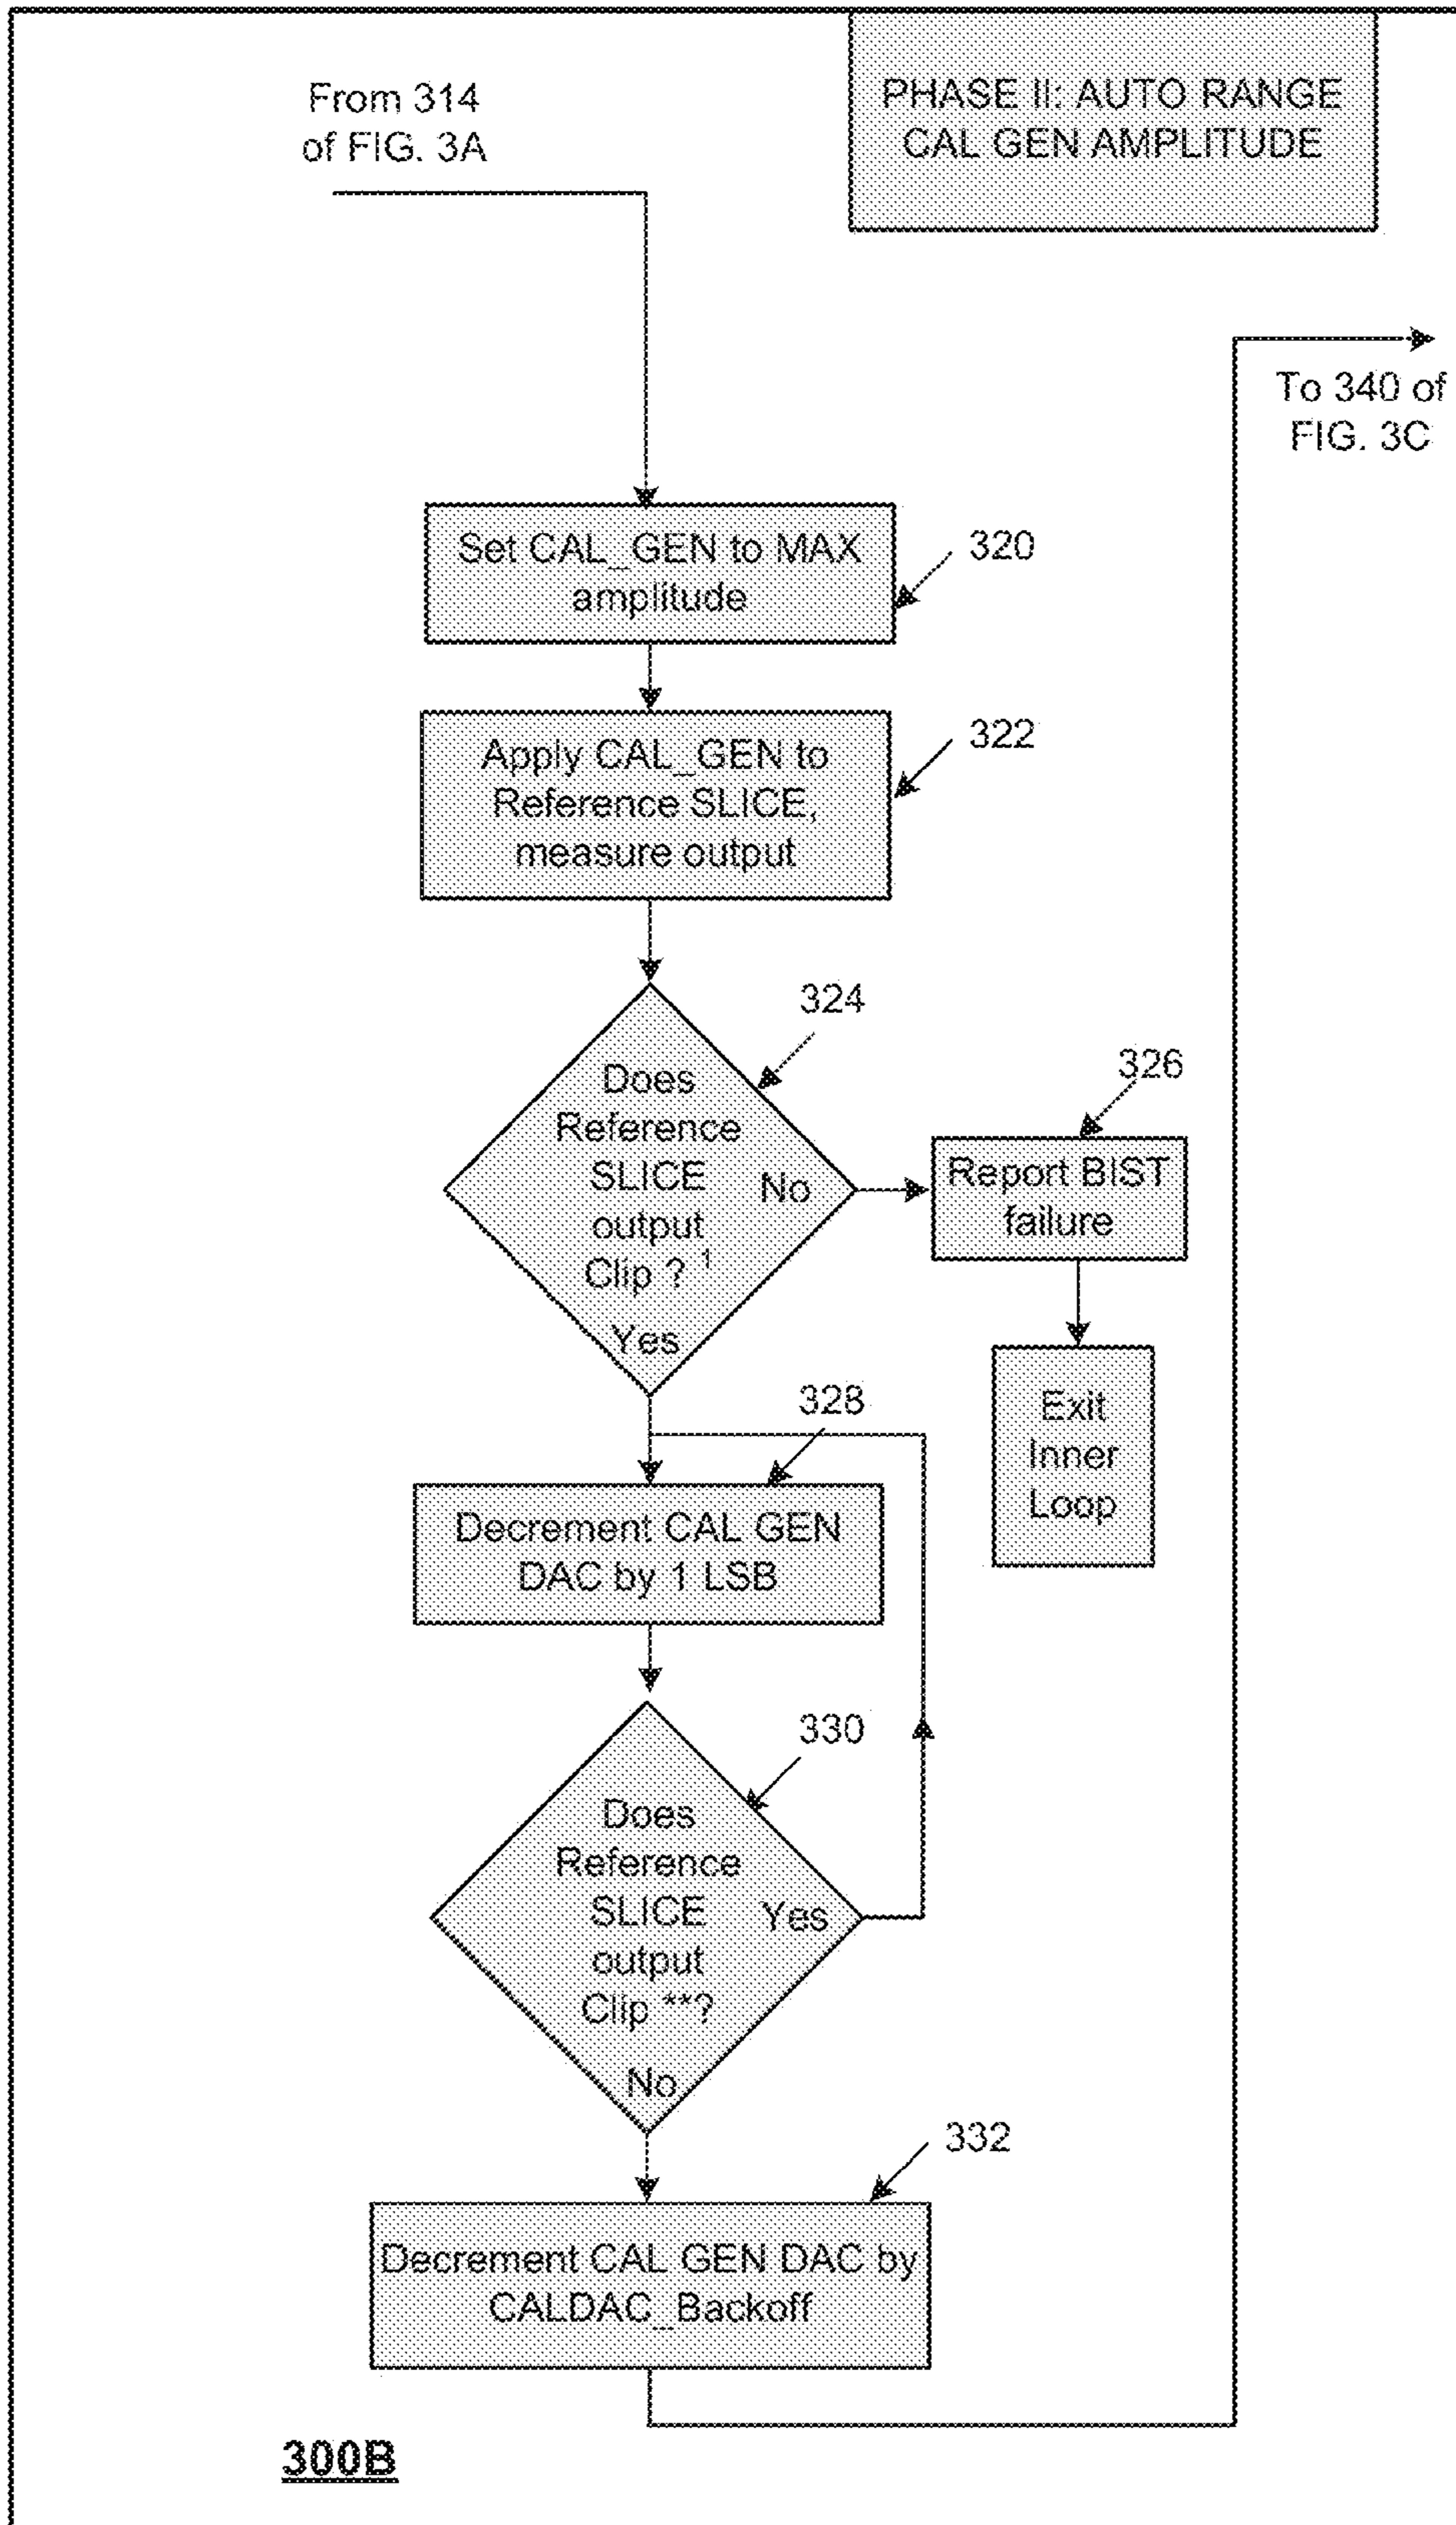 From 314
of FIG. 3A
PHASE II: AUTO RANGE
CAL GEN AMPLITUDE
To 340 of
FIG. 3C
Set CAL_GEN to MAX
amplitude
320
Apply CAL_GEN to
Reference SLICE,
measure output
322
324
Does
Reference
SLICE
output
Clip ? 1
No
Yes
326
Report BIST
failure
Exit
Inner
Loop
328
Decrement CAL GEN
DAC by 1 LSB
330
Does
Reference
SLICE
output
Clip **?
Yes
No
332
Decrement CAL GEN DAC by
CALDAC_Backoff
300B